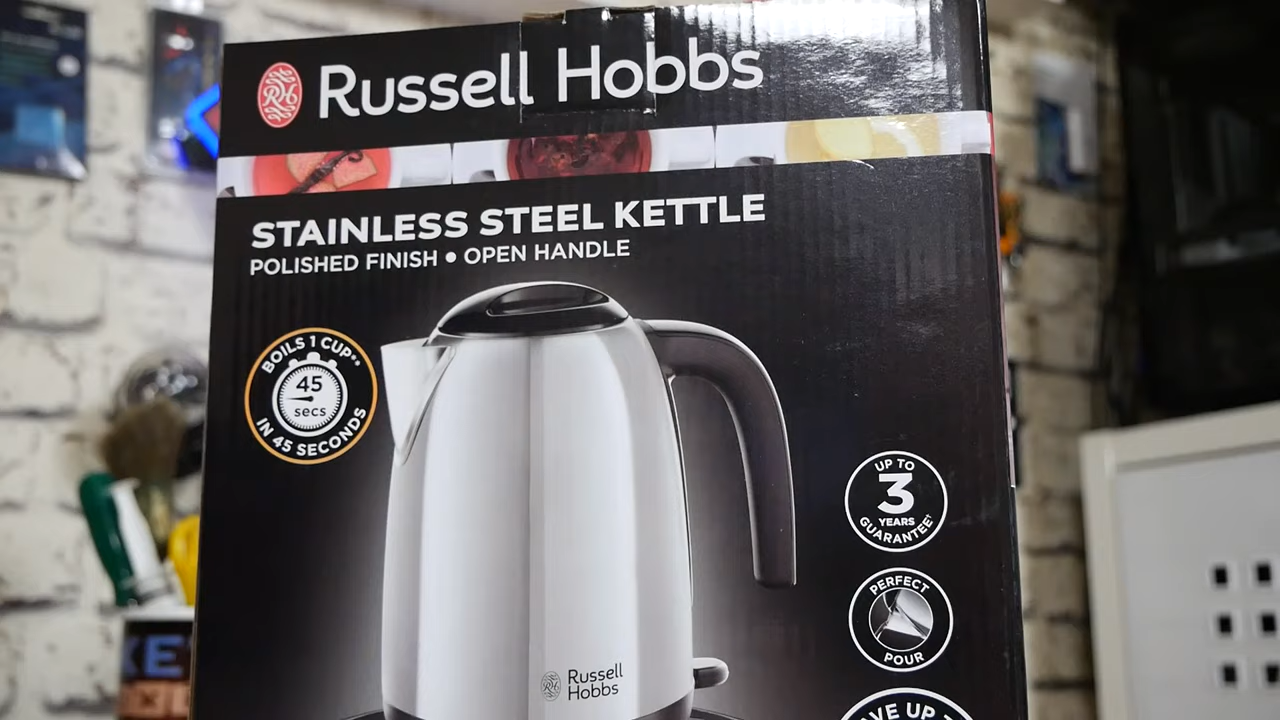 Russell Hobbs
STAINLESS STEEL KETTLE
POLISHED FINISH • OPEN HANDLE
BOILS 1 CUP**
45
secs
IN 45 SECONDS
UP TO
3
YEARS
GUARANTEE†
PERFECT
POUR
Russell
Hobbs
UP